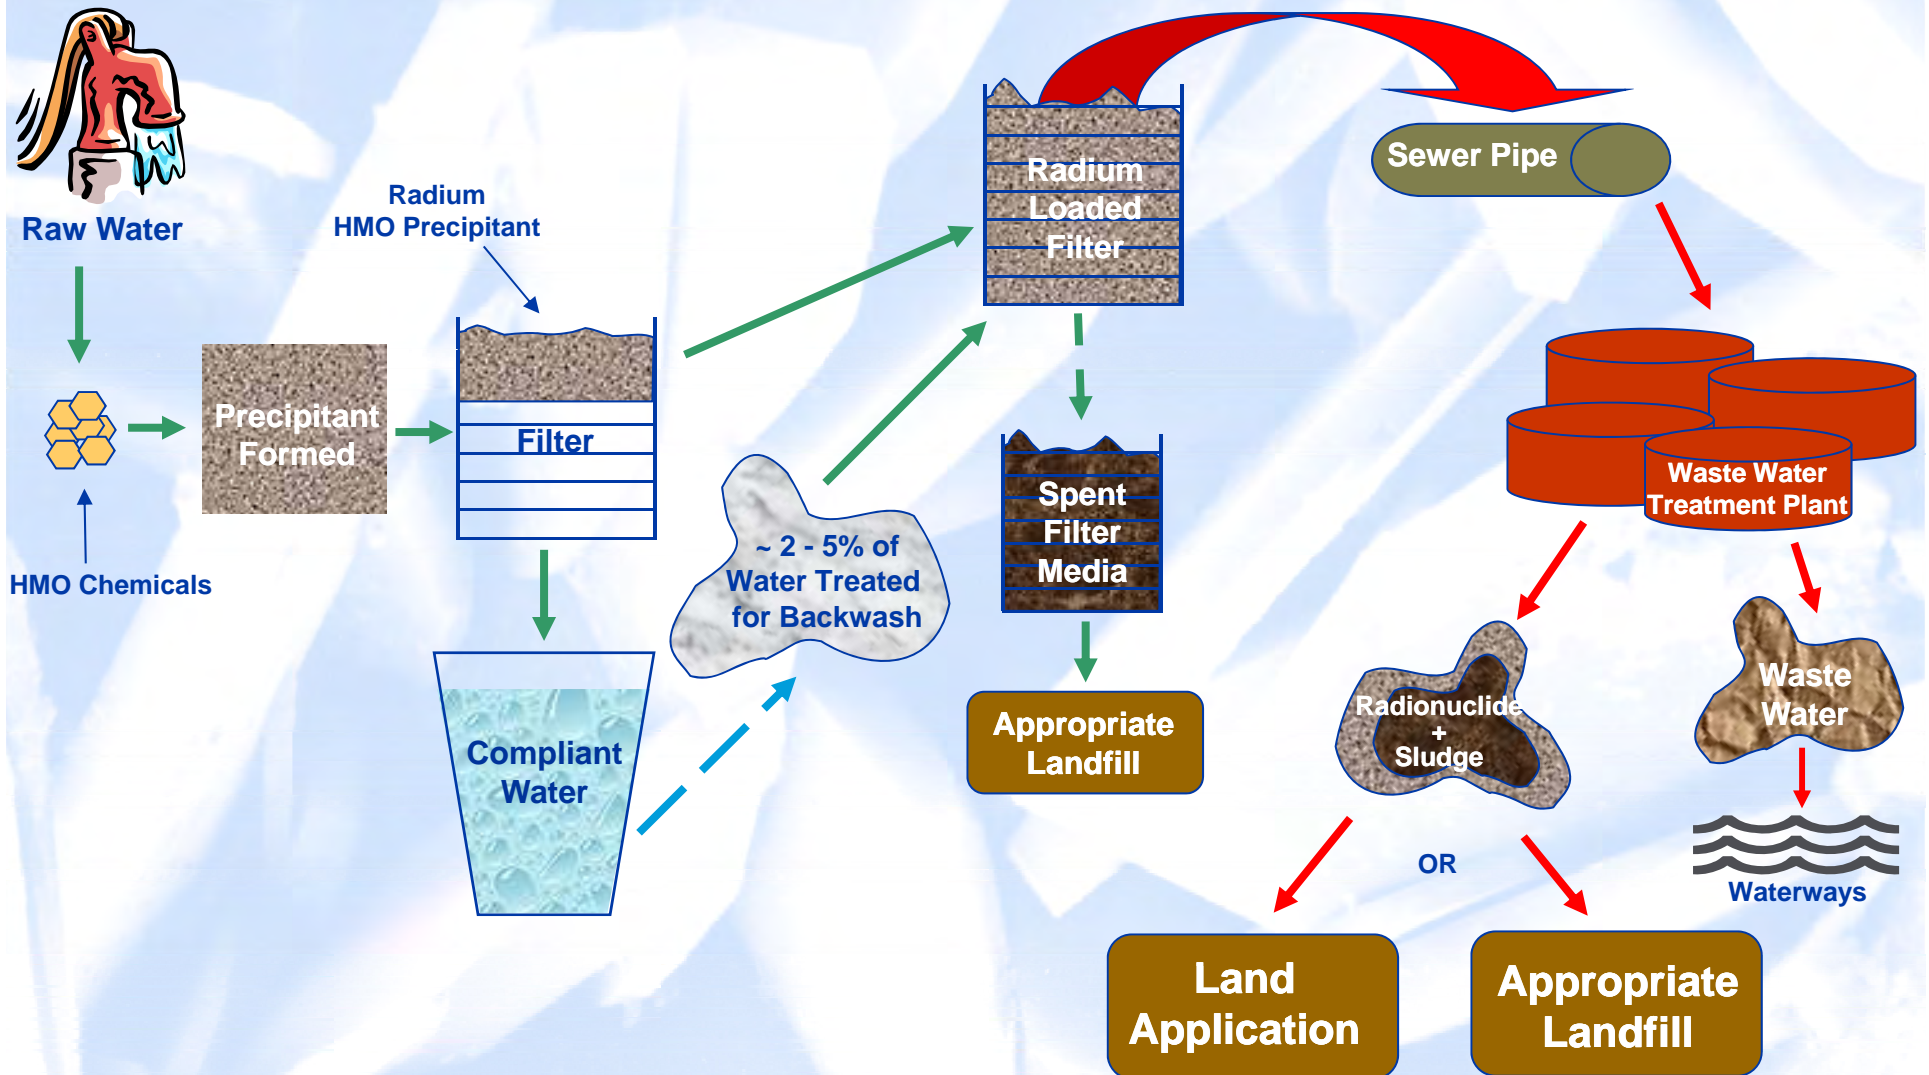 Raw Water
HMO Chemicals
Precipitant
Formed
Radium
HMO Precipitant
Filter
Compliant
Water
~ 2 - 5% of
Water Treated
for Backwash
Radium
Loaded
Filter
Spent
Filter
Media
Appropriate
Landfill
Sewer Pipe
Waste Water
Treatment Plant
Radionuclide
+
Sludge
Waste
Water
Waterways
OR
Land
Application
Appropriate
Landfill